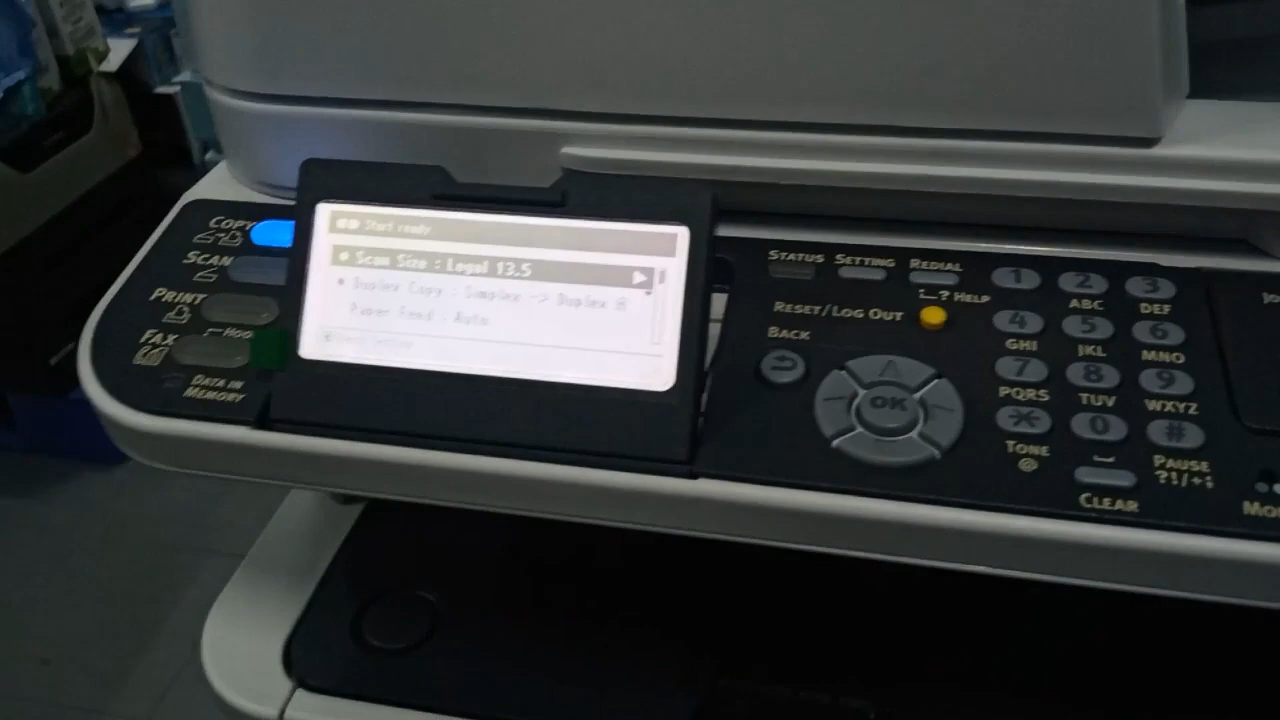 COPY
SCAN
PRINT
FAX
HOO
DATA IN
MEMORY
Start ready
Scan Size : Legal 13.5
Duplex Copy : Simplex -> Duplex
Paper Feed : Auto
STATUS
SETTING
REDIAL
? HELP
RESET/LOG OUT
BACK
OK
1
2
ABC
3
DEF
4
GHI
5
JKL
6
MNO
7
PQRS
8
TUV
9
WXYZ
*
TONE
@
0
#
PAUSE
?!/+;
CLEAR